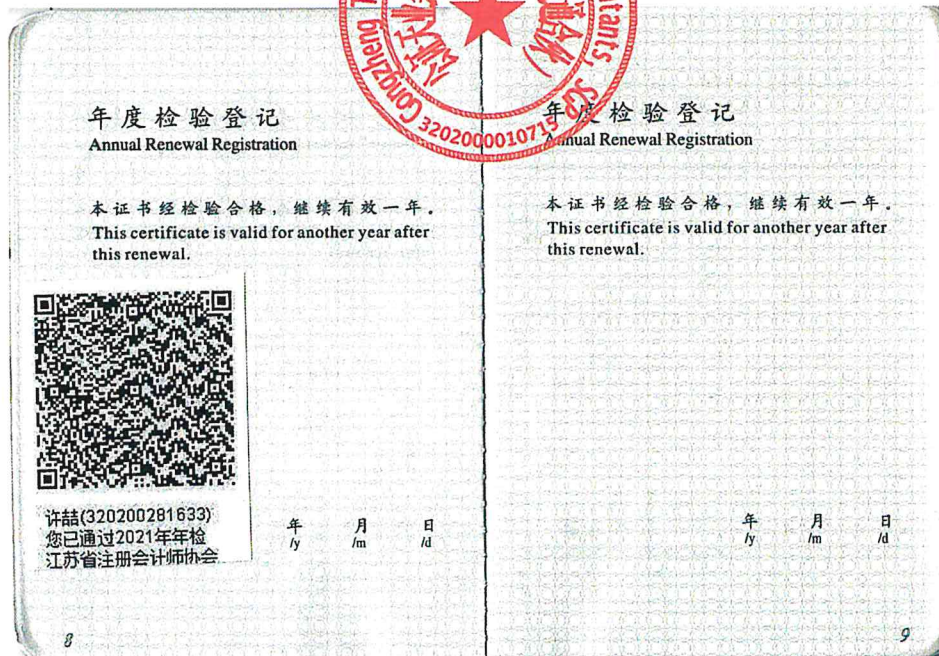 Gongzheng T
tants, SGP
3202000010715
年度检验登记
Annual Renewal Registration
本证书经检验合格，继续有效一年。
This certificate is valid for another year after
this renewal.
许喆(320200281633)
您已通过2021年年检
江苏省注册会计师协会
年 月 日
/y /m /d
8
年度检验登记
Annual Renewal Registration
本证书经检验合格，继续有效一年。
This certificate is valid for another year after
this renewal.
年 月 日
/y /m /d
9